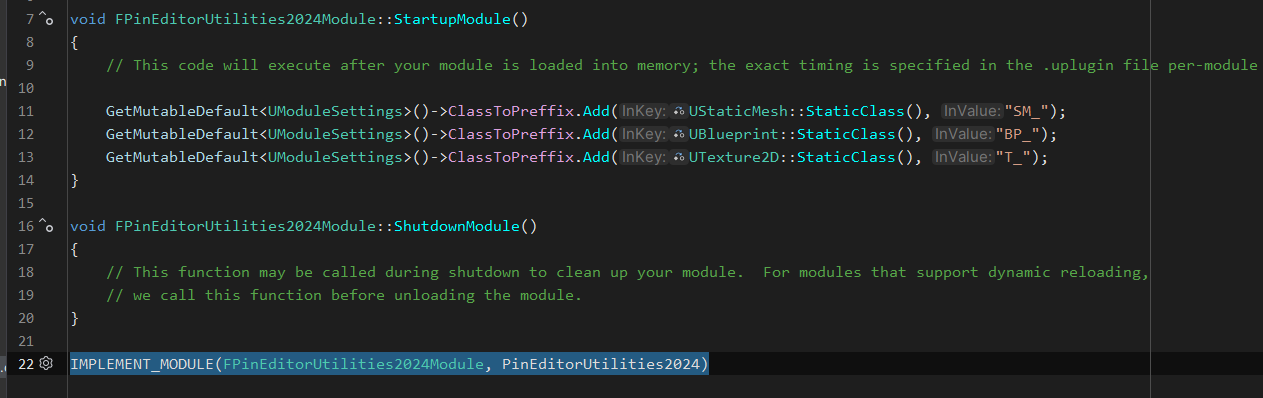 7 void FPinEditorUtilities2024Module::StartupModule()
8 {
9 // This code will execute after your module is loaded into memory; the exact timing is specified in the .uplugin file per-module
10
11 GetMutableDefault<UModuleSettings>()->ClassToPreffix.Add( InKey: UStaticMesh::StaticClass(), InValue: "SM_");
12 GetMutableDefault<UModuleSettings>()->ClassToPreffix.Add( InKey: UBlueprint::StaticClass(), InValue: "BP_");
13 GetMutableDefault<UModuleSettings>()->ClassToPreffix.Add( InKey: UTexture2D::StaticClass(), InValue: "T_");
14 }
15
16 void FPinEditorUtilities2024Module::ShutdownModule()
17 {
18 // This function may be called during shutdown to clean up your module.  For modules that support dynamic reloading,
19 // we call this function before unloading the module.
20 }
21
22 IMPLEMENT_MODULE(FPinEditorUtilities2024Module, PinEditorUtilities2024)